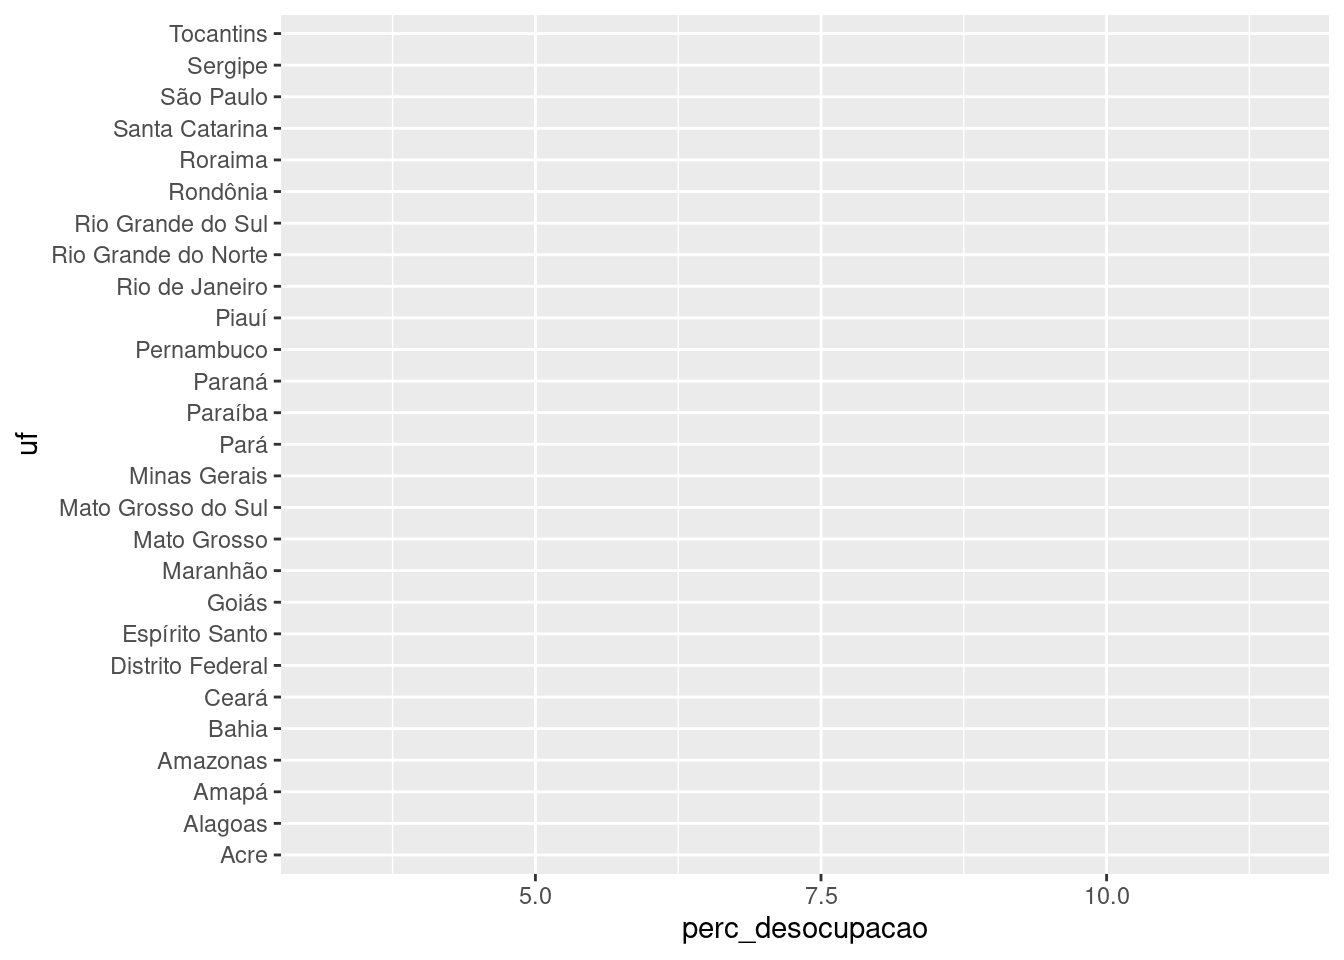 Tocantins
Sergipe
São Paulo
Santa Catarina
Roraima
Rondônia
Rio Grande do Sul
Rio Grande do Norte
Rio de Janeiro
Piauí
Pernambuco
Paraná
Paraíba
Pará
Minas Gerais
Mato Grosso do Sul
Mato Grosso
Maranhão
Goiás
Espírito Santo
Distrito Federal
Ceará
Bahia
Amazonas
Amapá
Alagoas
Acre
uf
5.0 7.5 10.0
perc_desocupacao